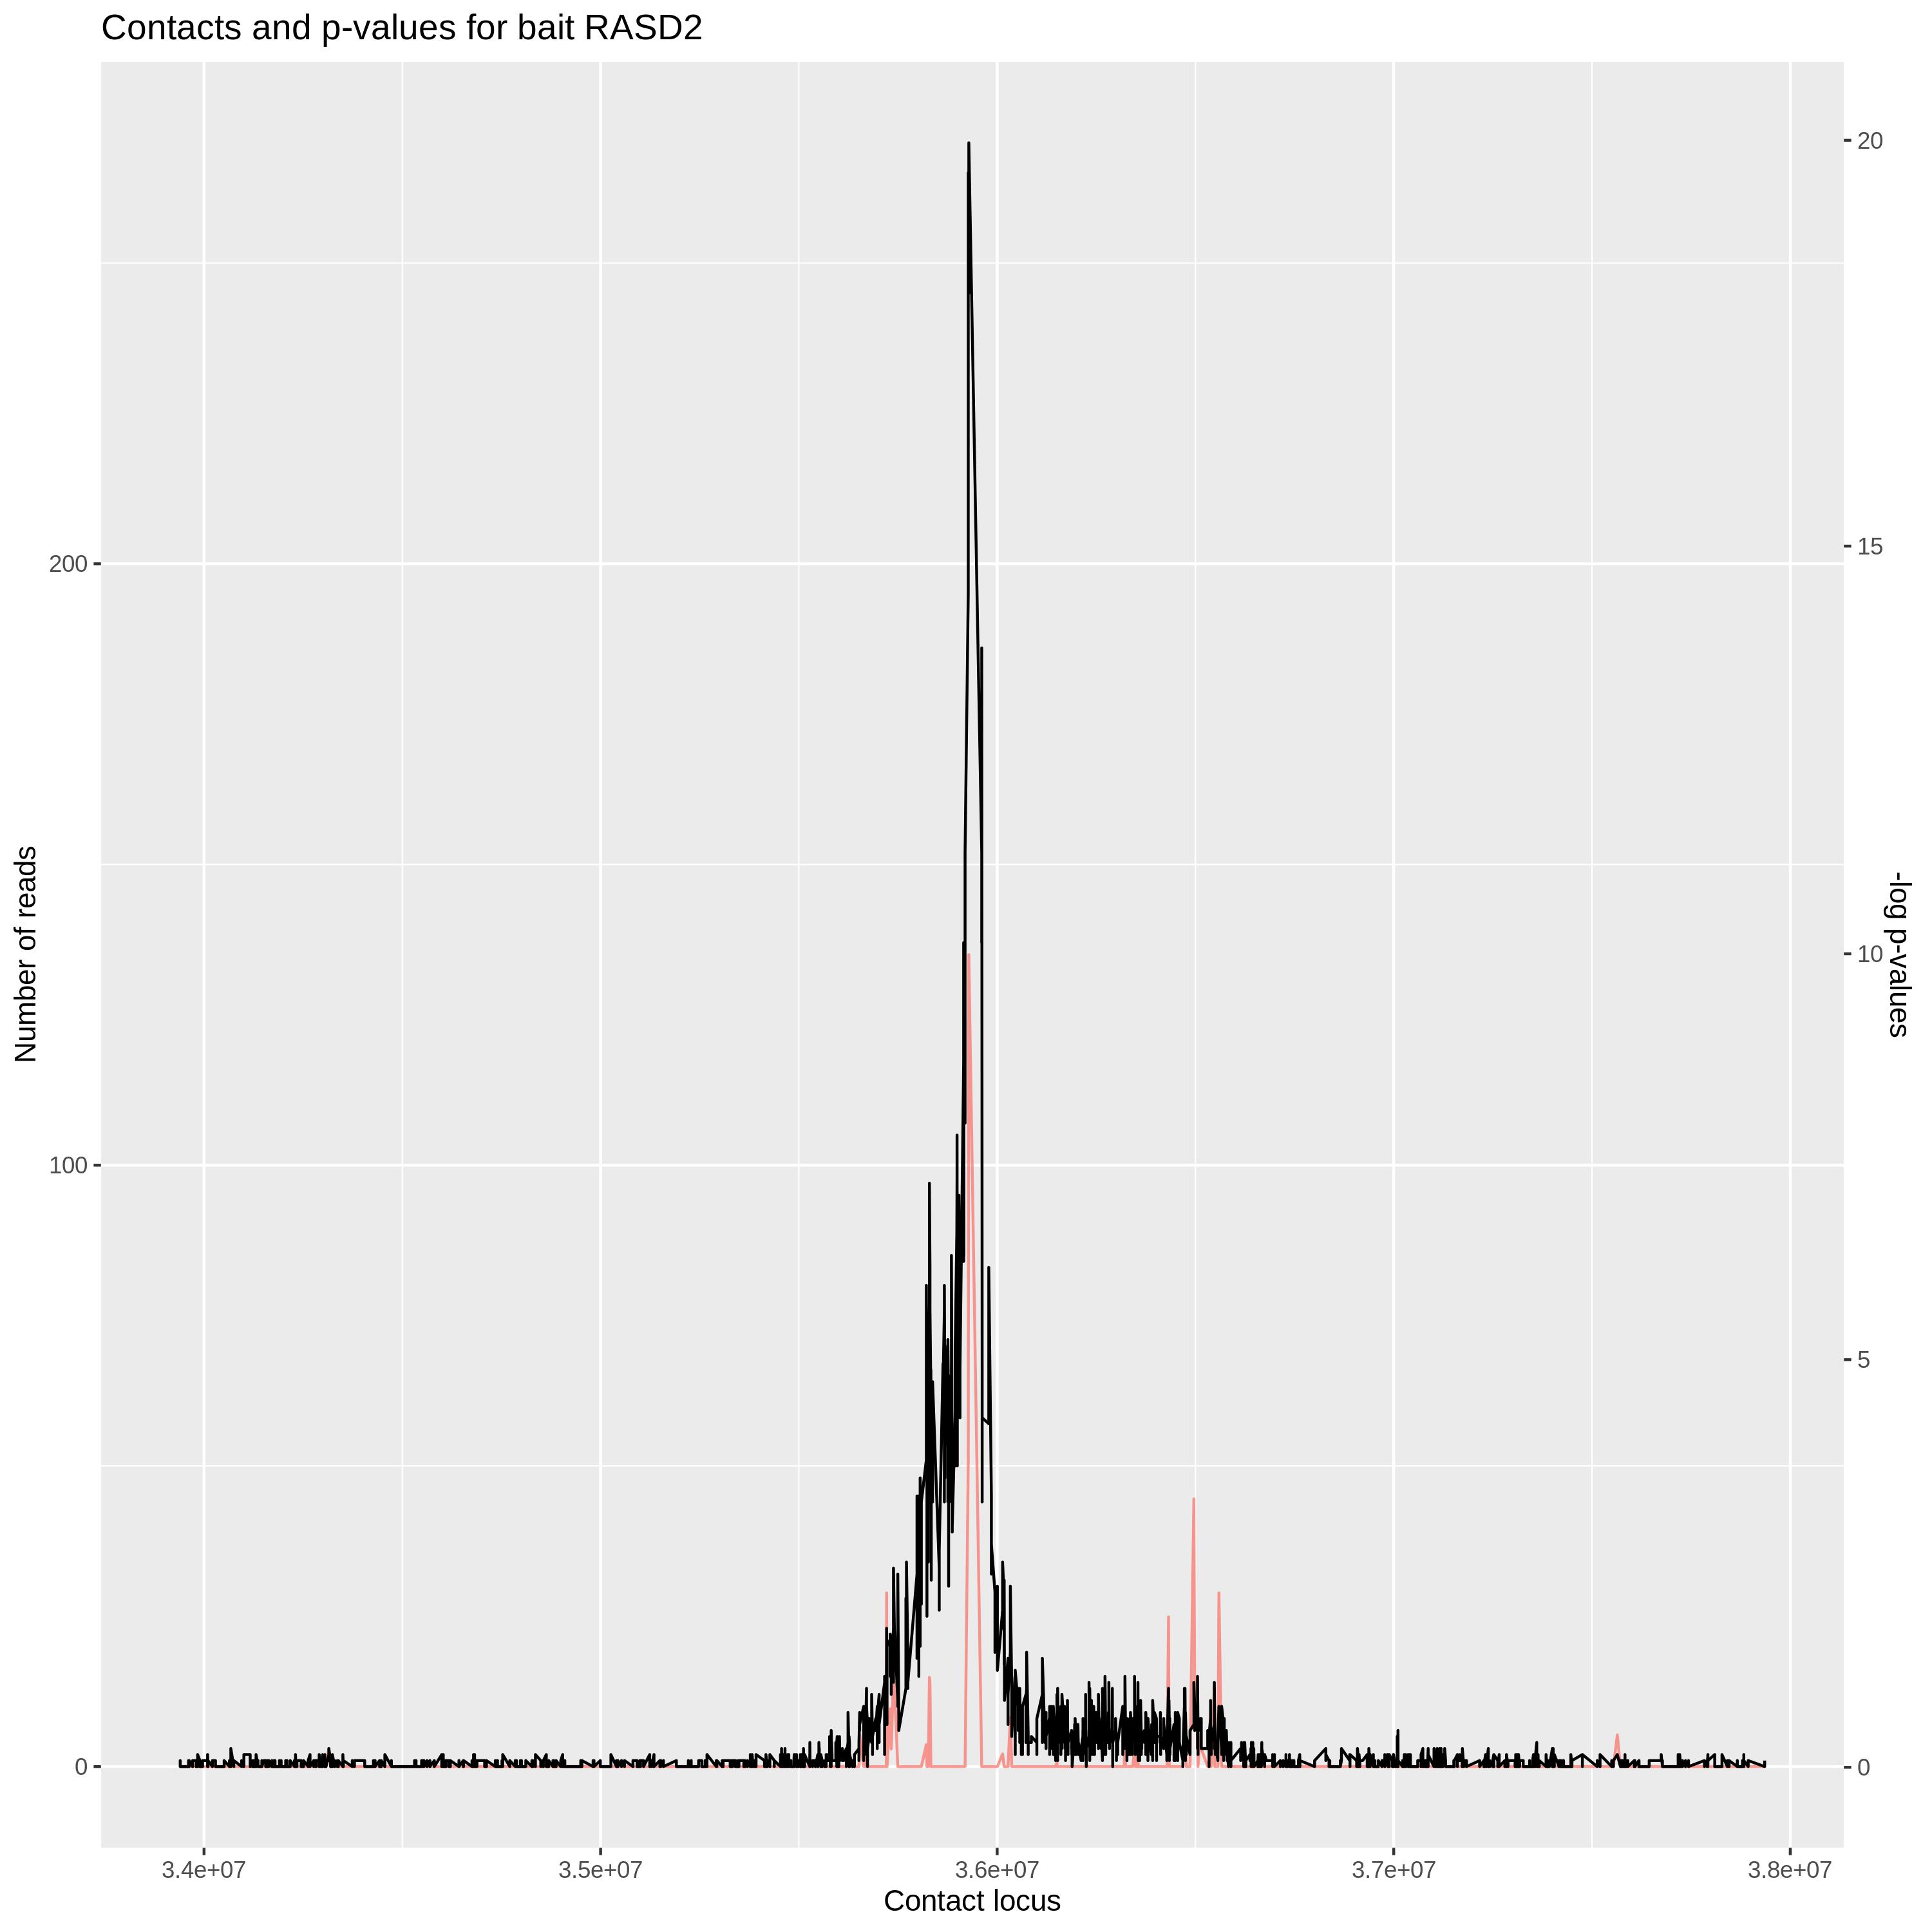 Contacts and p-values for bait RASD2
Number of reads
200
100
0
20
15
10
5
0
-log p-values
3.4e+07
3.5e+07
3.6e+07
3.7e+07
3.8e+07
Contact locus